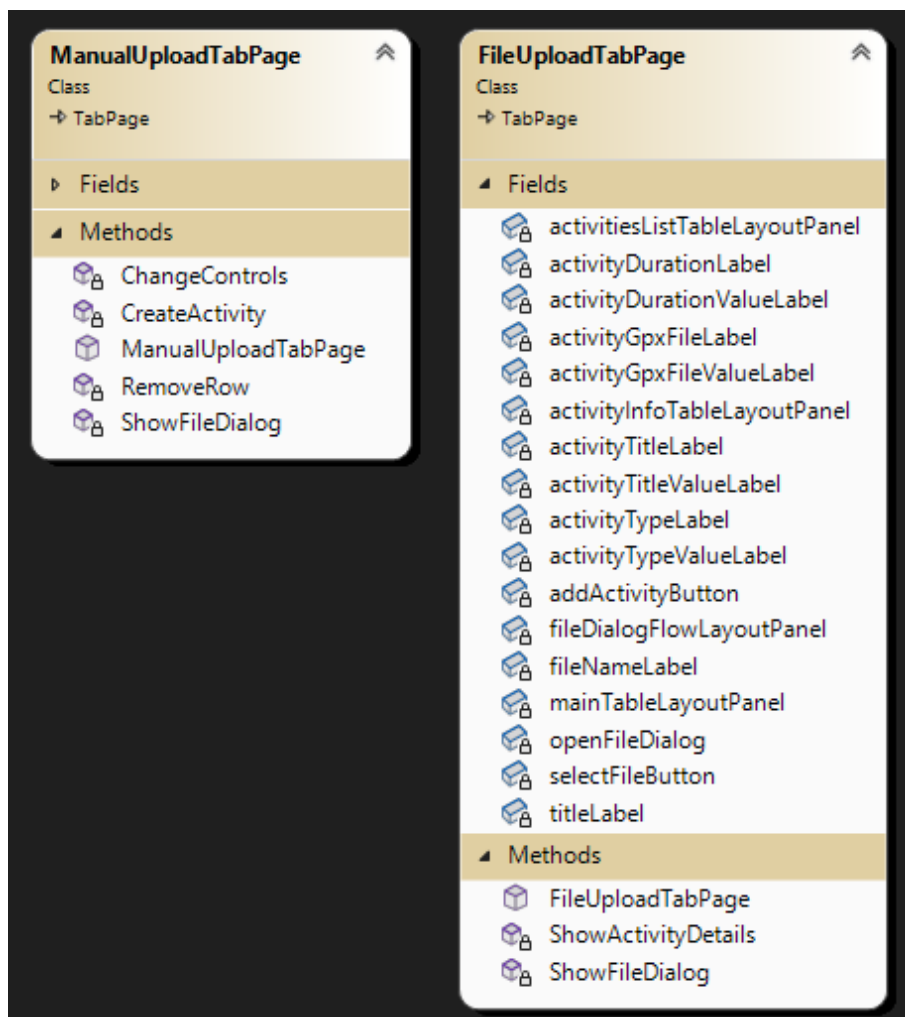 ManualUploadTabPage
Class
TabPage
Fields
Methods
ChangeControls
CreateActivity
ManualUploadTabPage
RemoveRow
ShowFileDialog
FileUploadTabPage
Class
TabPage
Fields
activitiesListTableLayoutPanel
activityDurationLabel
activityDurationValueLabel
activityGpxFileLabel
activityGpxFileValueLabel
activityInfoTableLayoutPanel
activityTitleLabel
activityTitleValueLabel
activityTypeLabel
activityTypeValueLabel
addActivityButton
fileDialogFlowLayoutPanel
fileNameLabel
mainTableLayoutPanel
openFileDialog
selectFileButton
titleLabel
Methods
FileUploadTabPage
ShowActivityDetails
ShowFileDialog